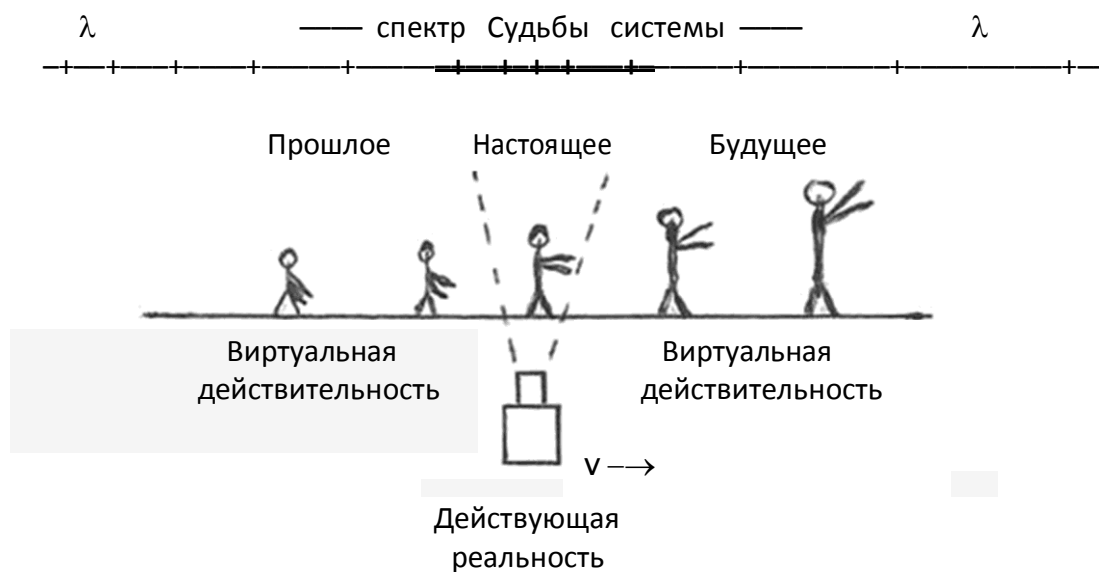 λ —— спектр Судьбы системы —— λ
Прошлое Настоящее Будущее
Виртуальная Виртуальная
действительность действительность
v –→
Действующая
реальность